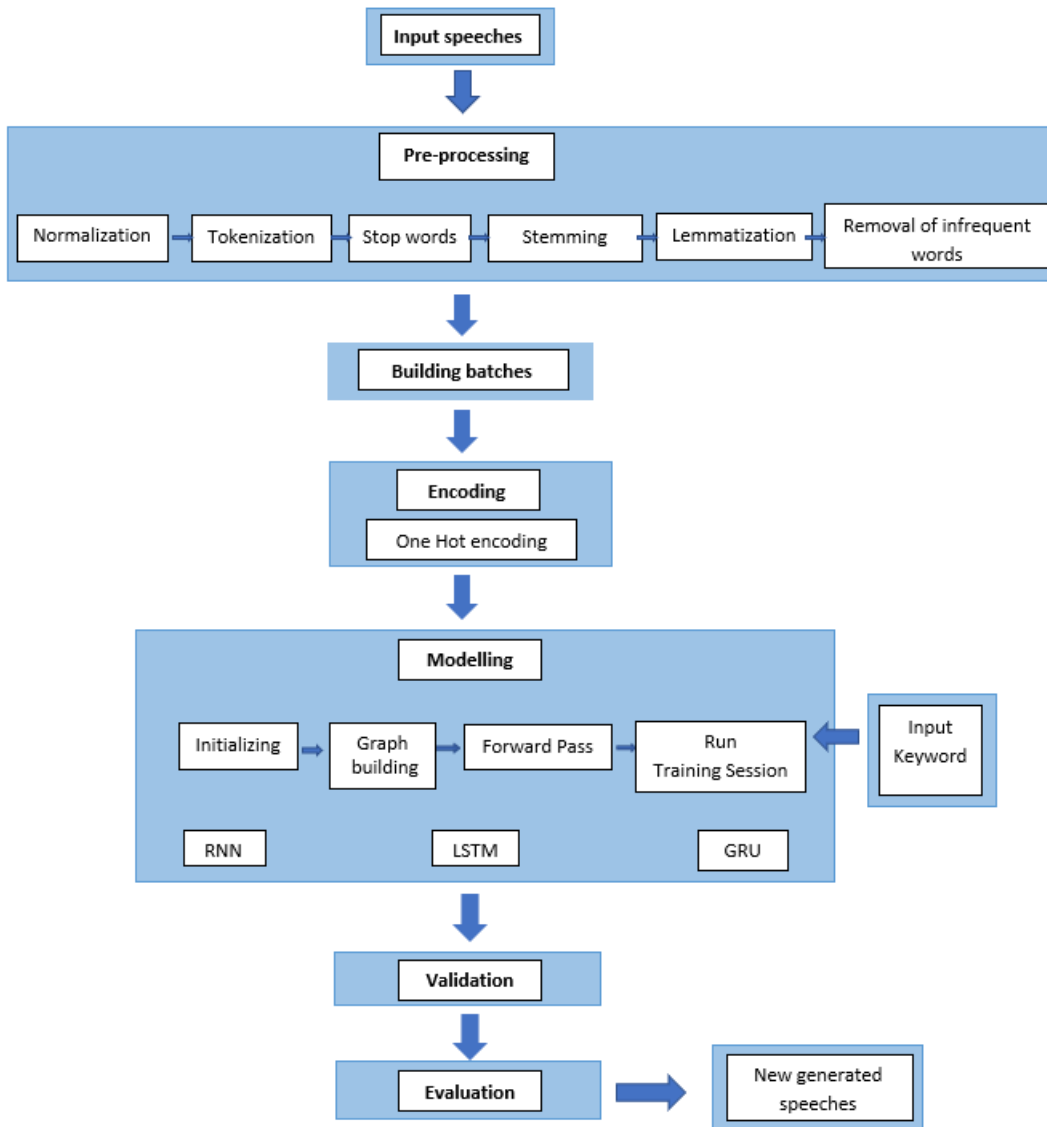 Input speeches
Pre-processing
Normalization
Tokenization
Stop words
Stemming
Lemmatization
Removal of infrequent
words
Building batches
Encoding
One Hot encoding
Modelling
Initializing
Graph
building
Forward Pass
Run
Training Session
Input
Keyword
RNN
LSTM
GRU
Validation
Evaluation
New generated
speeches